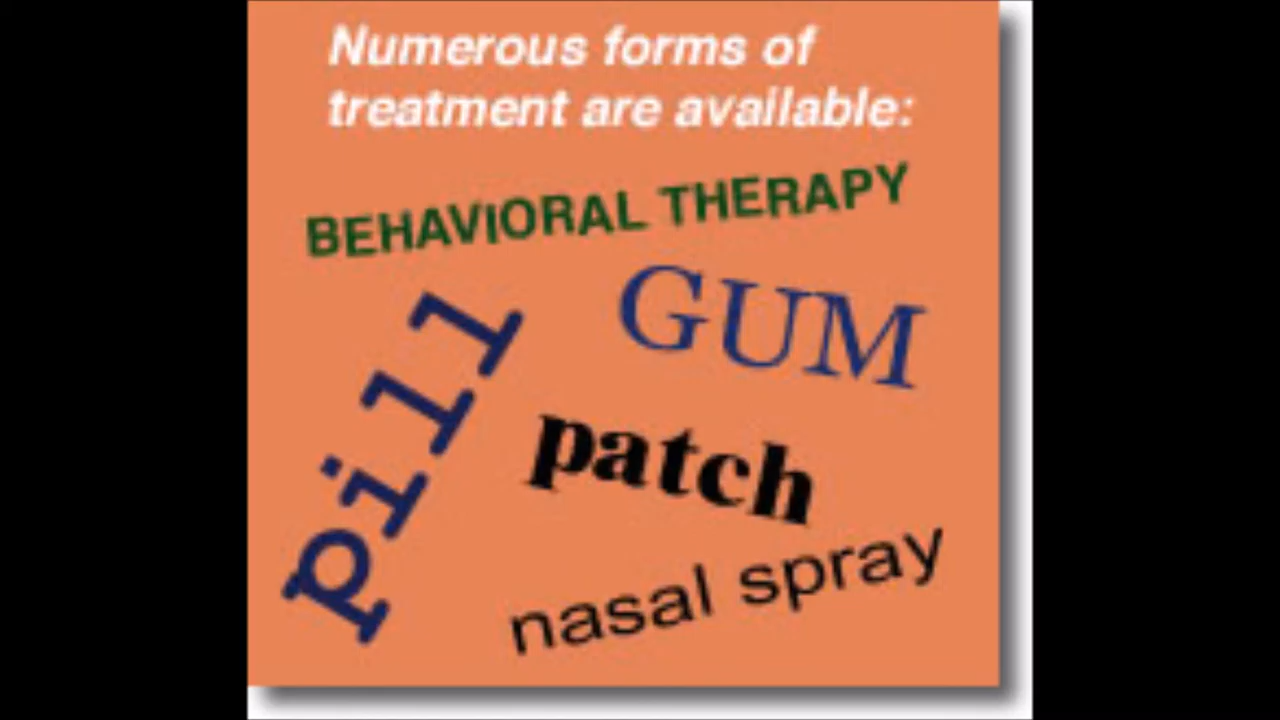 Numerous forms of
treatment are available:
BEHAVIORAL THERAPY
GUM
pill
patch
nasal spray